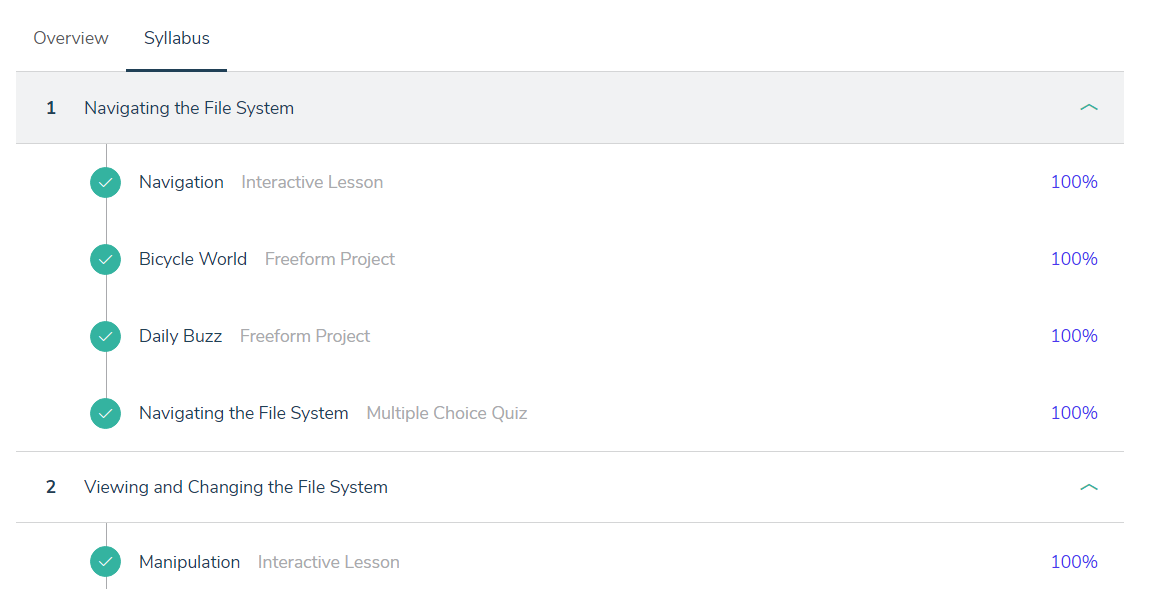 Overview Syllabus
1 Navigating the File System
Navigation Interactive Lesson 100%
Bicycle World Freeform Project 100%
Daily Buzz Freeform Project 100%
Navigating the File System Multiple Choice Quiz 100%
2 Viewing and Changing the File System
Manipulation Interactive Lesson 100%